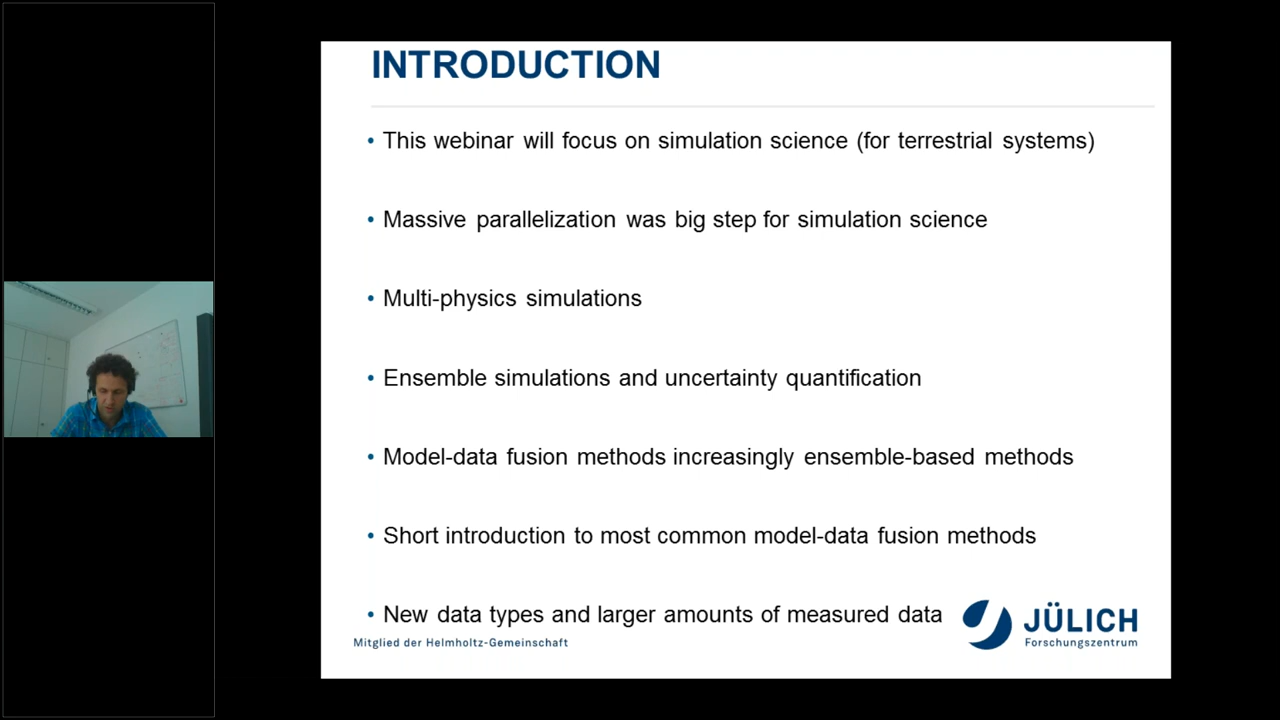 INTRODUCTION
• This webinar will focus on simulation science (for terrestrial systems)
• Massive parallelization was big step for simulation science
• Multi-physics simulations
• Ensemble simulations and uncertainty quantification
• Model-data fusion methods increasingly ensemble-based methods
• Short introduction to most common model-data fusion methods
• New data types and larger amounts of measured data
Mitglied der Helmholtz-Gemeinschaft
JÜLICH
Forschungszentrum